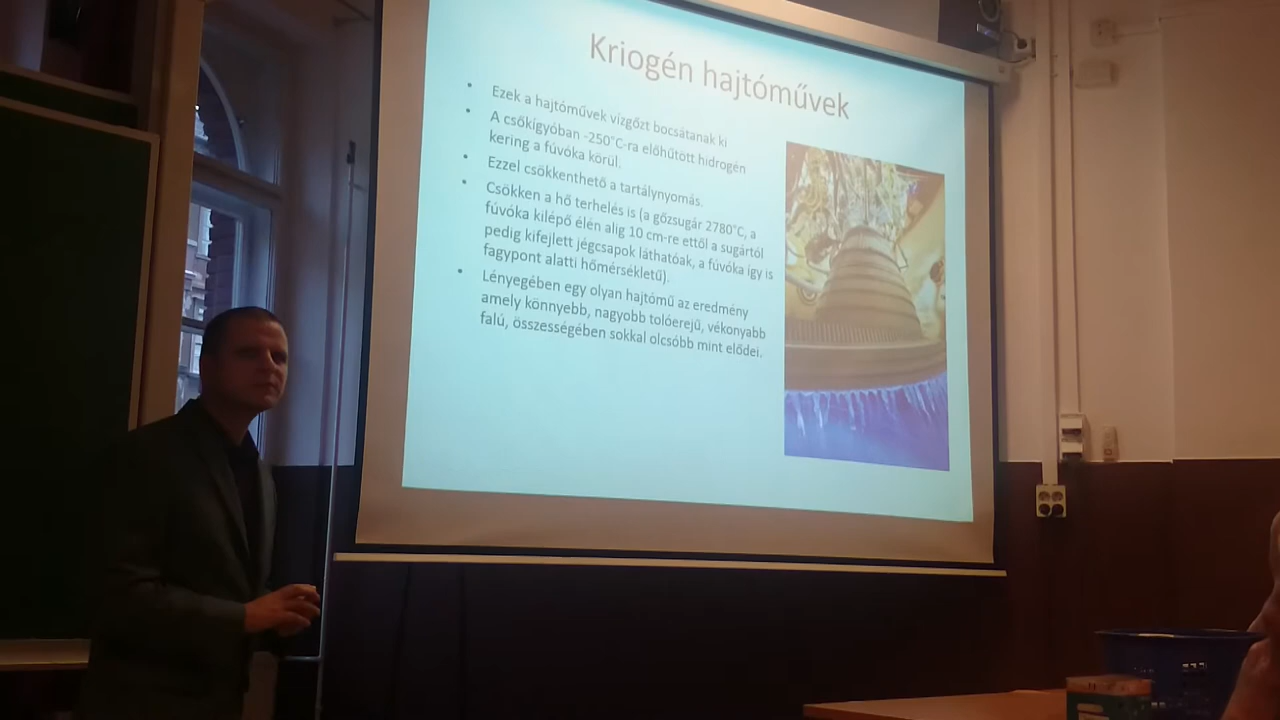 Kriogén hajtóművek
• Ezek a hajtóművek vízgőzt bocsátanak ki
• A csőkígyóban -250°C-ra előhűtött hidrogén
kering a fúvóka körül.
• Ezzel csökkenthető a tartálynyomás.
• Csökken a hő terhelés is (a gőzsugár 2780°C, a
fúvóka kilépő élén alig 10 cm-re ettől a sugártól
pedig kifejlett jégcsapok láthatóak, a fúvóka így is
fagypont alatti hőmérsékletű).
• Lényegében egy olyan hajtómű az eredmény
amely könnyebb, nagyobb tolóerejű, vékonyabb
falú, összességében sokkal olcsóbb mint elődei.